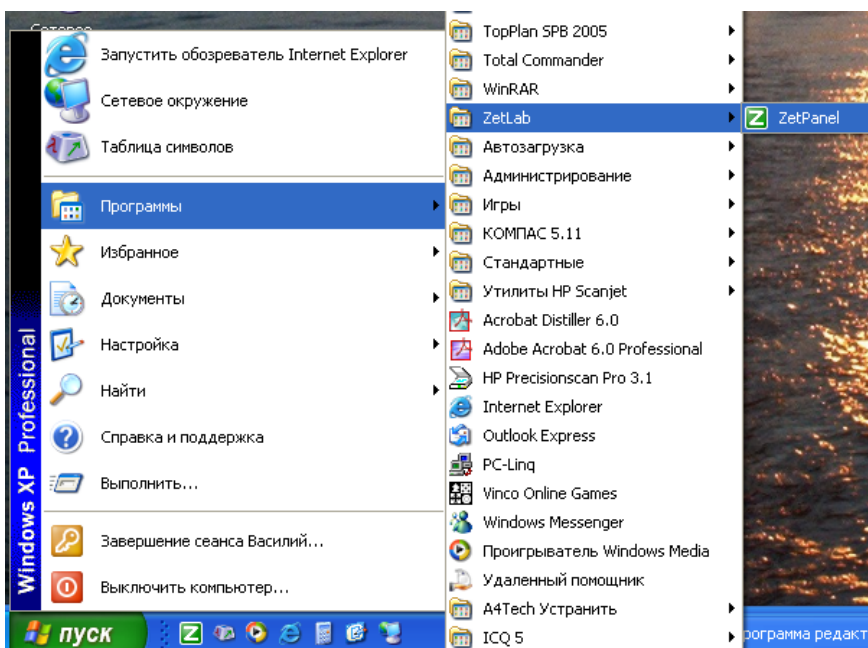 Сетевое
Запустить обозреватель Internet Explorer
Сетевое окружение
Таблица символов
Программы
Избранное
Документы
Настройка
Найти
Справка и поддержка
Выполнить...
Завершение сеанса Василий...
Выключить компьютер...
Windows XP Professional
TopPlan SPB 2005
Total Commander
WinRAR
ZetLab
Автозагрузка
Администрирование
Игры
КОМПАС 5.11
Стандартные
Утилиты HP Scanjet
Acrobat Distiller 6.0
Adobe Acrobat 6.0 Professional
HP Precisionscan Pro 3.1
Internet Explorer
Outlook Express
PC-Linq
Vinco Online Games
Windows Messenger
Проигрыватель Windows Media
Удаленный помощник
A4Tech Устранить
ICQ 5
ZetPanel
пуск
рограмма редакт